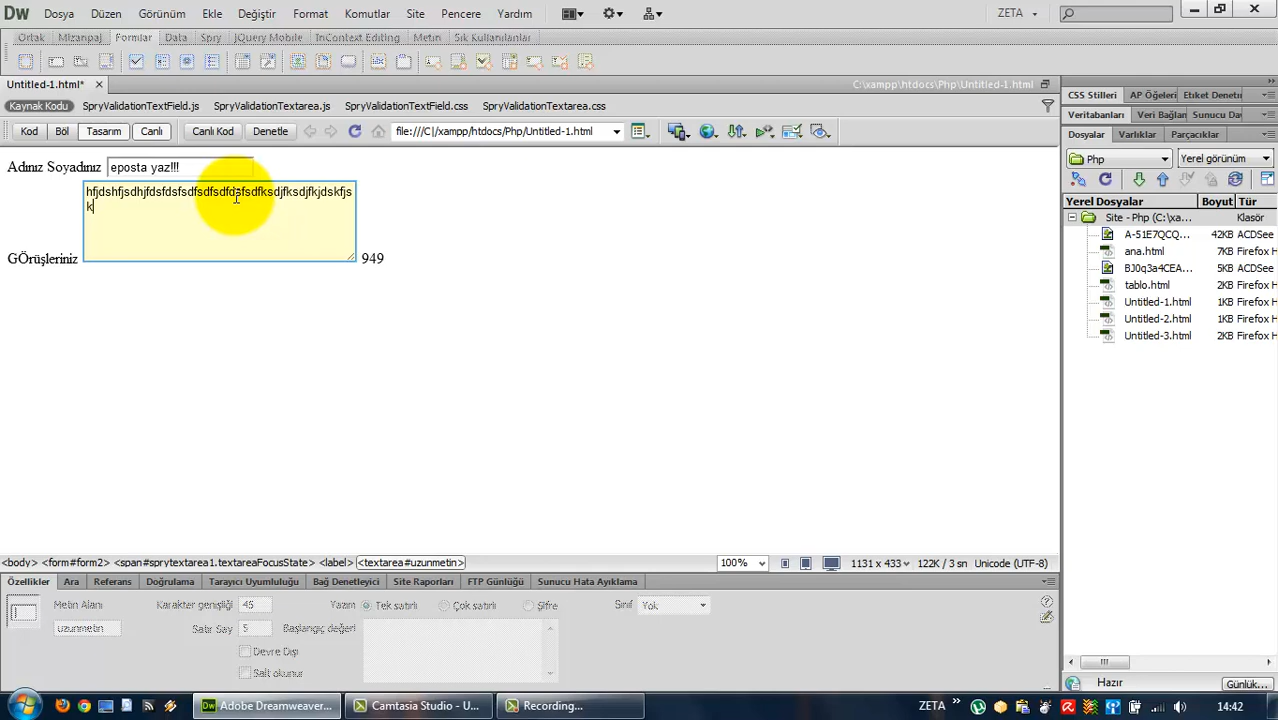 Dw Dosya Düzen Görünüm Ekle Değiştir Format Komutlar Site Pencere Yardım ZETA
Ortak Mizanpaj Formlar Data Spry jQuery Mobile InContext Editing Metin Sık Kullanılanlar
Untitled-1.html* C:\xampp\htdocs\Php\Untitled-1.html
Kaynak Kodu SpryValidationTextField.js SpryValidationTextarea.js SpryValidationTextField.css SpryValidationTextarea.css
Kod Böl Tasarım Canlı Canlı Kod Denetle file:///C|/xampp/htdocs/Php/Untitled-1.html
Adınız Soyadınız eposta yaz!!!
hfjdshfjsdhjfdsfdsfsdfsdfsdfdsfsdfksdjfksdjfkjdskfjs
k
GÖrüşleriniz 949
CSS Stilleri AP Öğeleri Etiket Denetı
Veritabanları Veri Bağlan Sunucu Da
Dosyalar Varlıklar Parçacıklar
Php Yerel görünüm
Yerel Dosyalar Boyut Tür
Site - Php (C:\xa... Klasör
A-51E7QCQ... 42KB ACDSee
ana.html 7KB Firefox H
BJ0q3a4CEA... 5KB ACDSee
tablo.html 2KB Firefox H
Untitled-1.html 1KB Firefox H
Untitled-2.html 1KB Firefox H
Untitled-3.html 2KB Firefox H
<body> <form#form2> <span#sprytextarea1.textareaFocusState> <label> <textarea#uzunmetin> 100% 1131 x 433 122K / 3 sn Unicode (UTF-8)
Özellikler Ara Referans Doğrulama Tarayıcı Uyumluluğu Bağ Denetleyici Site Raporları FTP Günlüğü Sunucu Hata Ayıklama
Metin Alanı Karakter genişliği 45 Yazım Tek satırlı Çok satırlı Şifre Sınıf Yok
uzunmetin Satır Say 5 Başlangıç değeri
Devre Dışı
Salt okunur
Hazır Günlük...
Adobe Dreamweaver... Camtasia Studio - U... Recording... ZETA 14:42